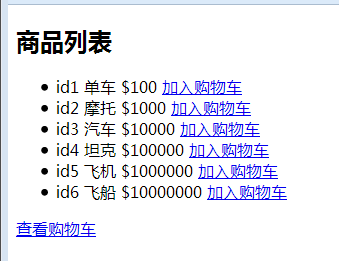 商品列表
id1 单车 $100 加入购物车
id2 摩托 $1000 加入购物车
id3 汽车 $10000 加入购物车
id4 坦克 $100000 加入购物车
id5 飞机 $1000000 加入购物车
id6 飞船 $10000000 加入购物车
查看购物车